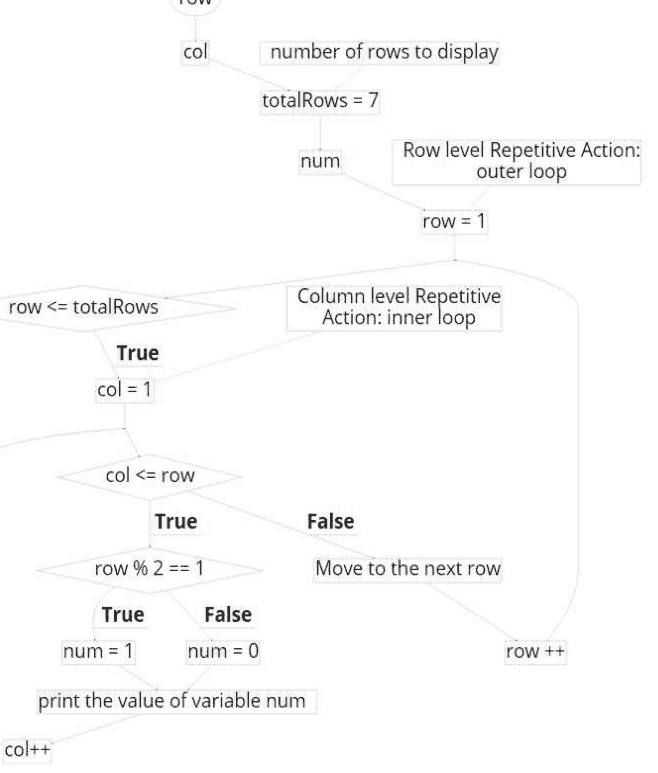 row
col
number of rows to display
totalRows = 7
num
Row level Repetitive Action:
outer loop
row = 1
row <= totalRows
Column level Repetitive
Action: inner loop
True
col = 1
col <= row
True
False
row % 2 == 1
Move to the next row
True
False
num = 1
num = 0
row ++
print the value of variable num
col++